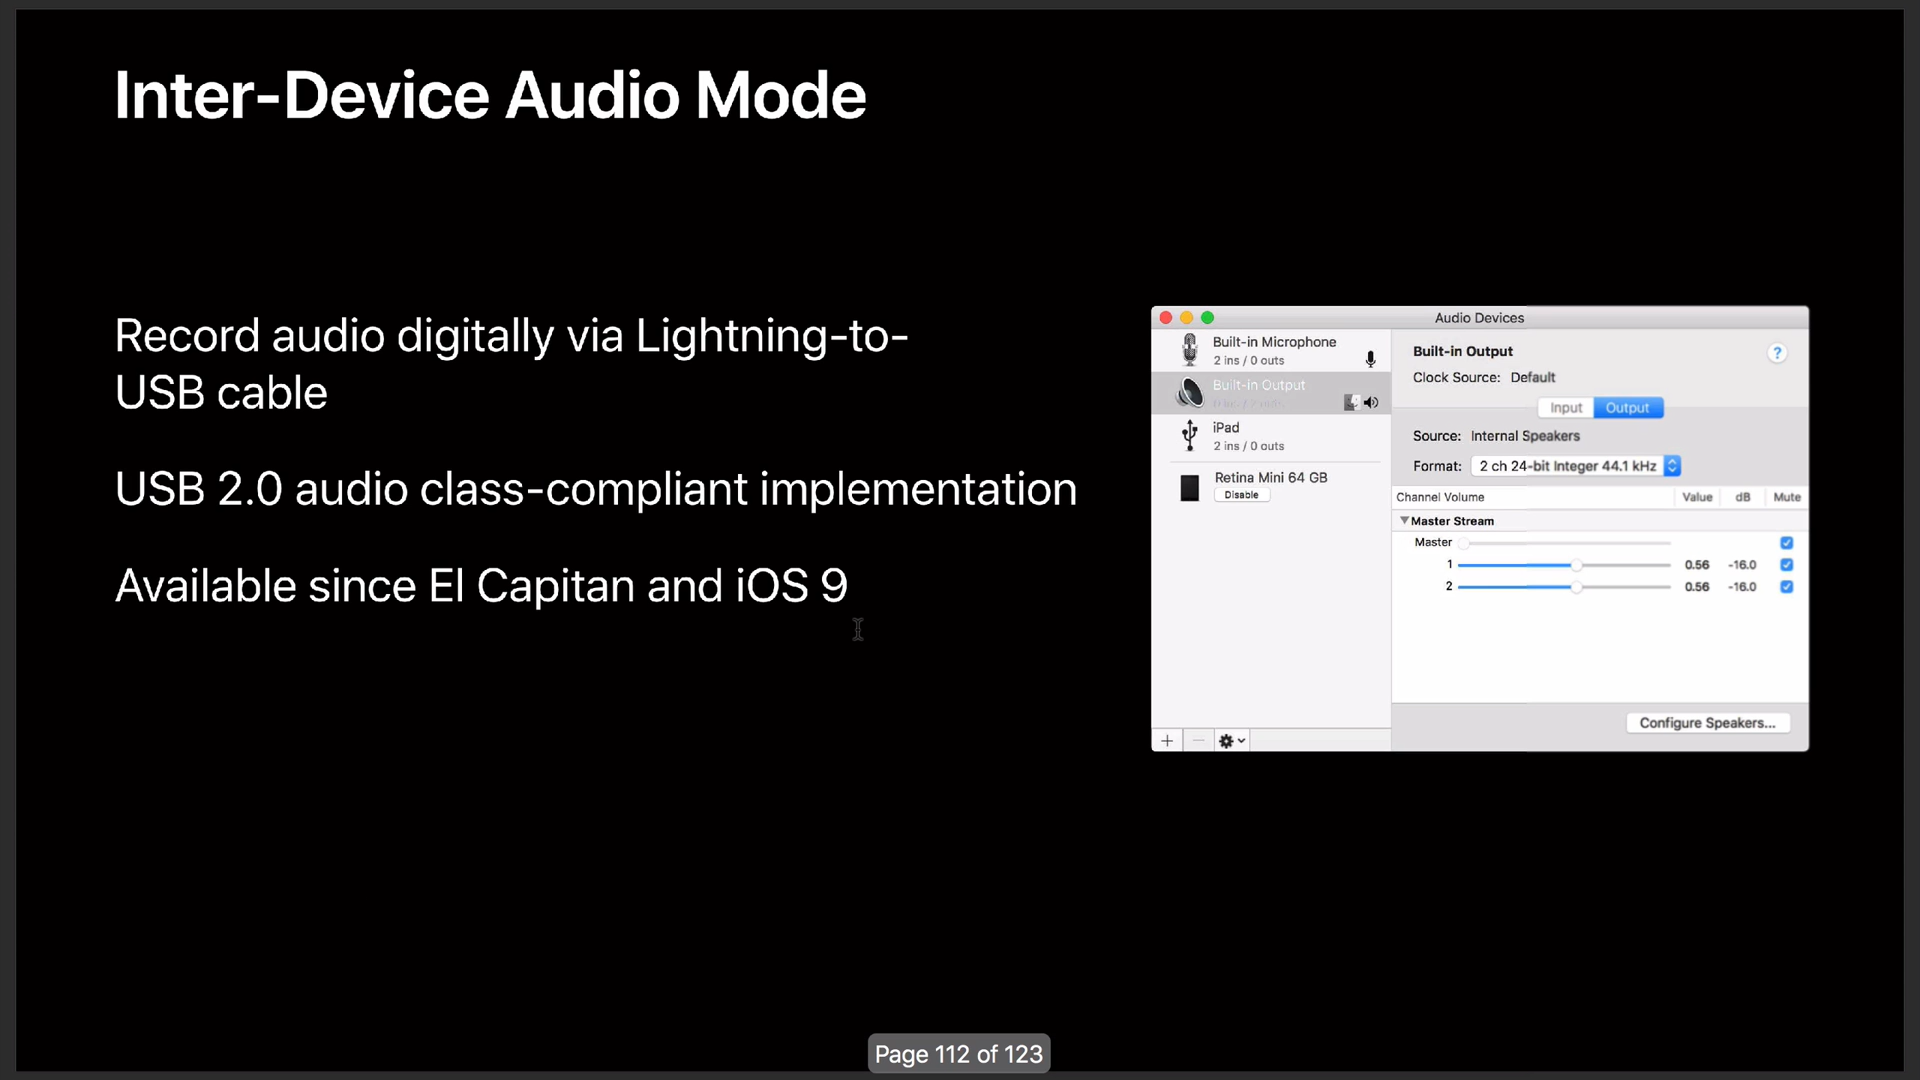 Inter-Device Audio Mode
Record audio digitally via Lightning-to-
USB cable
USB 2.0 audio class-compliant implementation
Available since El Capitan and iOS 9
Audio Devices
Built-in Microphone
2 ins / 0 outs
Built-in Output
0 ins / 2 outs
iPad
2 ins / 0 outs
Retina Mini 64 GB
Disable
Built-in Output
?
Clock Source: Default
Input Output
Source: Internal Speakers
Format: 2 ch 24-bit Integer 44.1 kHz
Channel Volume Value dB Mute
Master Stream
Master
1 0.56 -16.0
2 0.56 -16.0
Configure Speakers...
Page 112 of 123